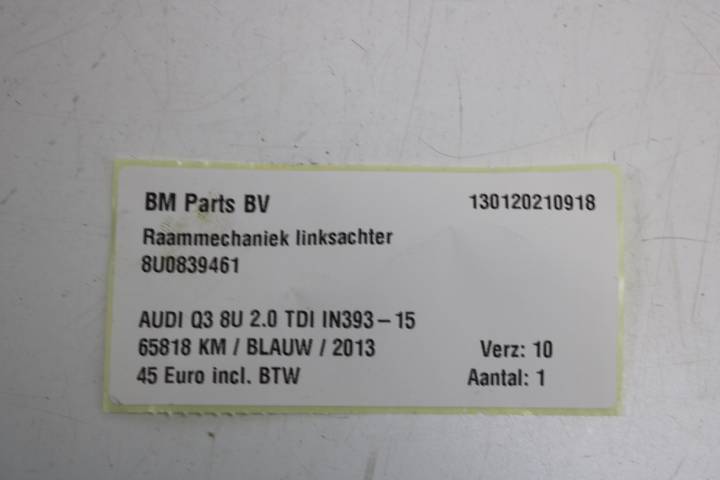 BM Parts BV 130120210918
Raammechaniek linksachter
8U0839461
AUDI Q3 8U 2.0 TDI IN393-15
65818 KM / BLAUW / 2013 Verz: 10
45 Euro incl. BTW Aantal: 1